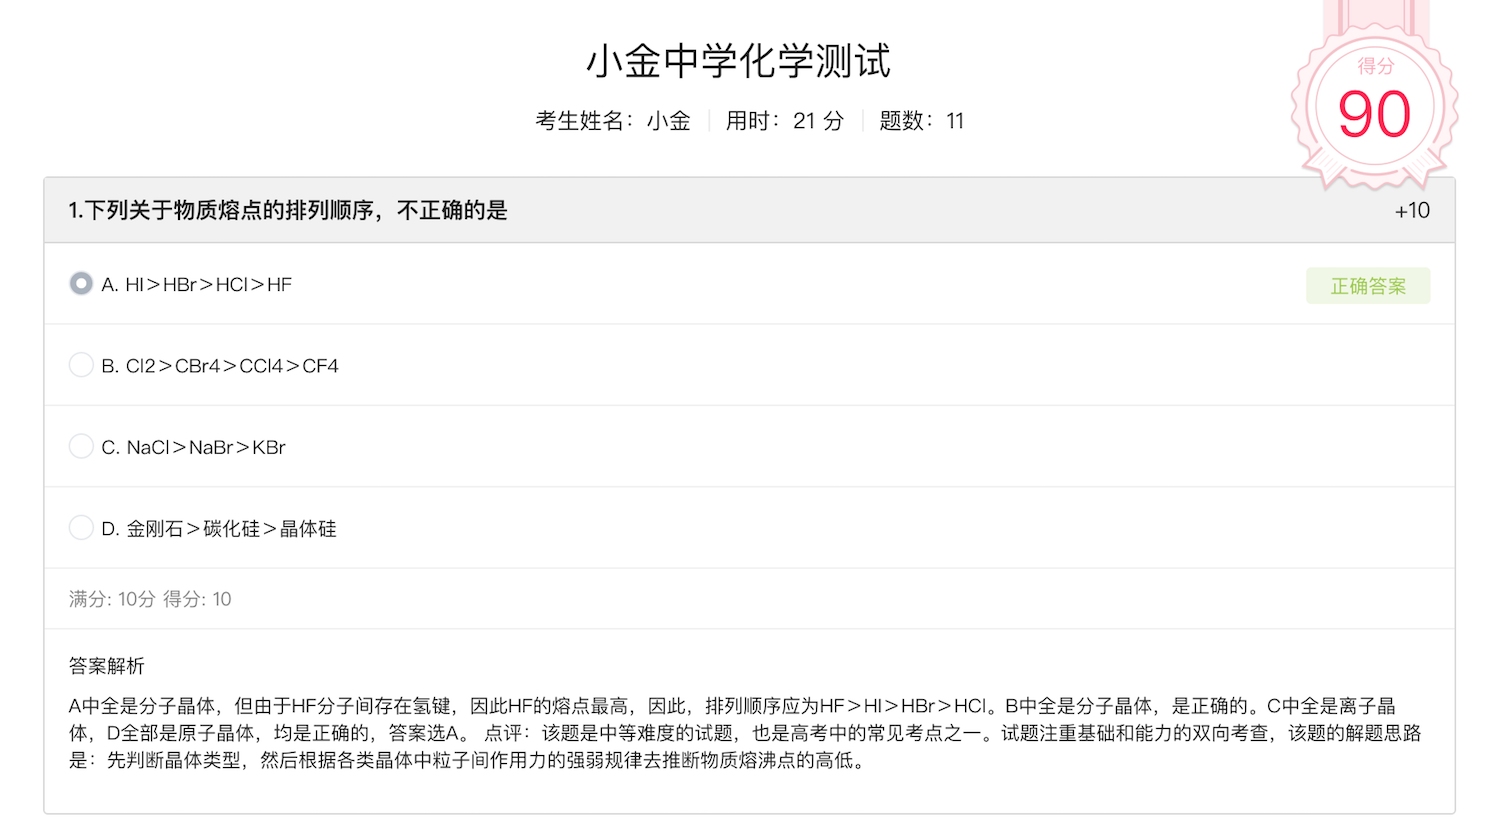 小金中学化学测试
得分
90
考生姓名：小金 用时：21 分 题数：11
1.下列关于物质熔点的排列顺序，不正确的是 +10
A. HI＞HBr＞HCl＞HF 正确答案
B. Cl2＞CBr4＞CCl4＞CF4
C. NaCl＞NaBr＞KBr
D. 金刚石＞碳化硅＞晶体硅
满分: 10分 得分: 10
答案解析
A中全是分子晶体，但由于HF分子间存在氢键，因此HF的熔点最高，因此，排列顺序应为HF＞HI＞HBr＞HCl。B中全是分子晶体，是正确的。C中全是离子晶
体，D全部是原子晶体，均是正确的，答案选A。 点评：该题是中等难度的试题，也是高考中的常见考点之一。试题注重基础和能力的双向考查，该题的解题思路
是：先判断晶体类型，然后根据各类晶体中粒子间作用力的强弱规律去推断物质熔沸点的高低。